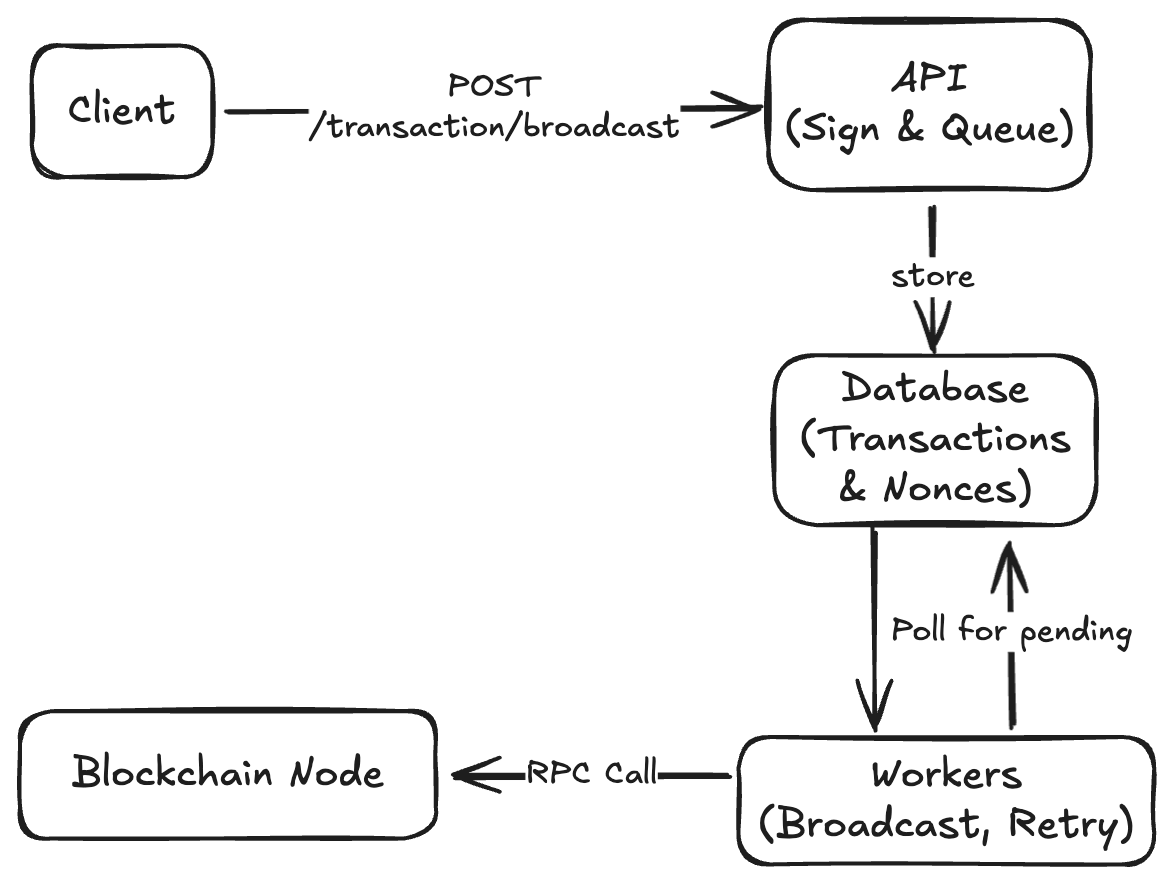 Client
POST
/transaction/broadcast
API
(Sign & Queue)
store
Database
(Transactions
& Nonces)
Poll for pending
Blockchain Node
RPC Call
Workers
(Broadcast, Retry)